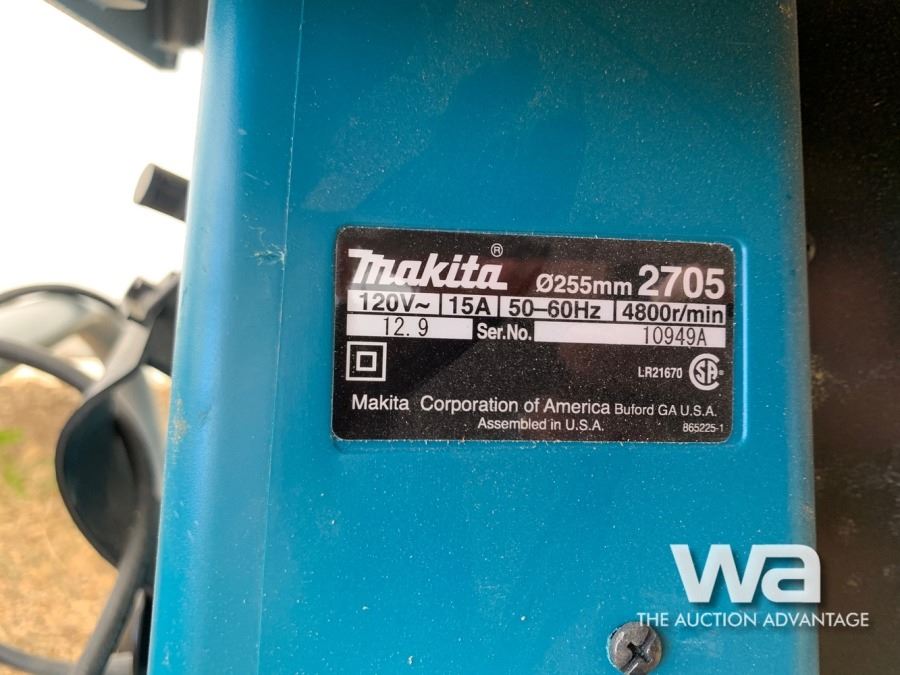 makita® Ø255mm 2705
120V~ 15A 50–60Hz 4800r/min
12.9 Ser.No. 10949A
LR21670 SA®
Makita Corporation of America Buford GA U.S.A.
Assembled in U.S.A. 865225-1
wa
THE AUCTION ADVANTAGE